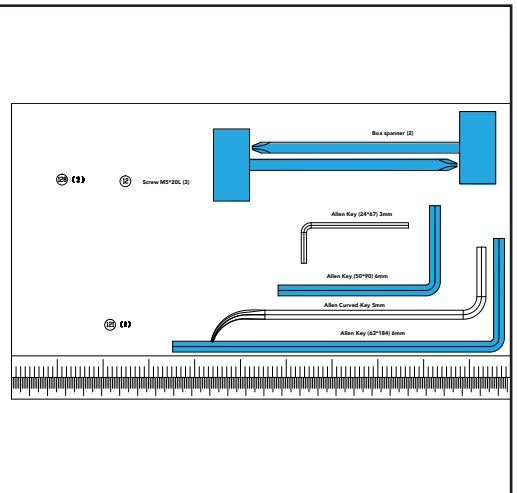 Box spanner (2)
12 Screw M5*20L (3)
Allen Key (24*67) 3mm
Allen Key (50*90) 6mm
Allen Curved Key 5mm
Allen Key (63*184) 6mm